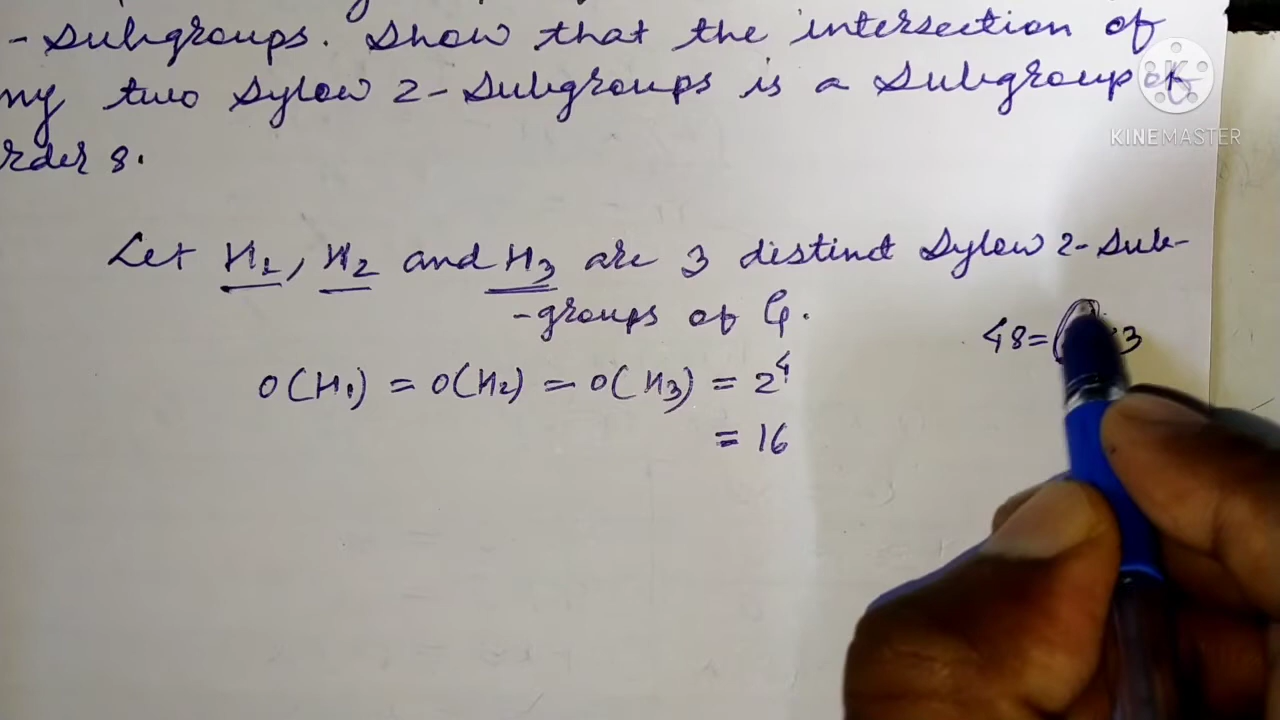 -subgroups. Show that the intersection of
ny two Sylow 2-subgroups is a subgroup of
rder 8.
KINEMASTER
Let H1, H2 and H3 are 3 distinct Sylow 2-sub-
-groups of G.
48=
3
O(H1) = O(H2) = O(H3) = 2^4
= 16